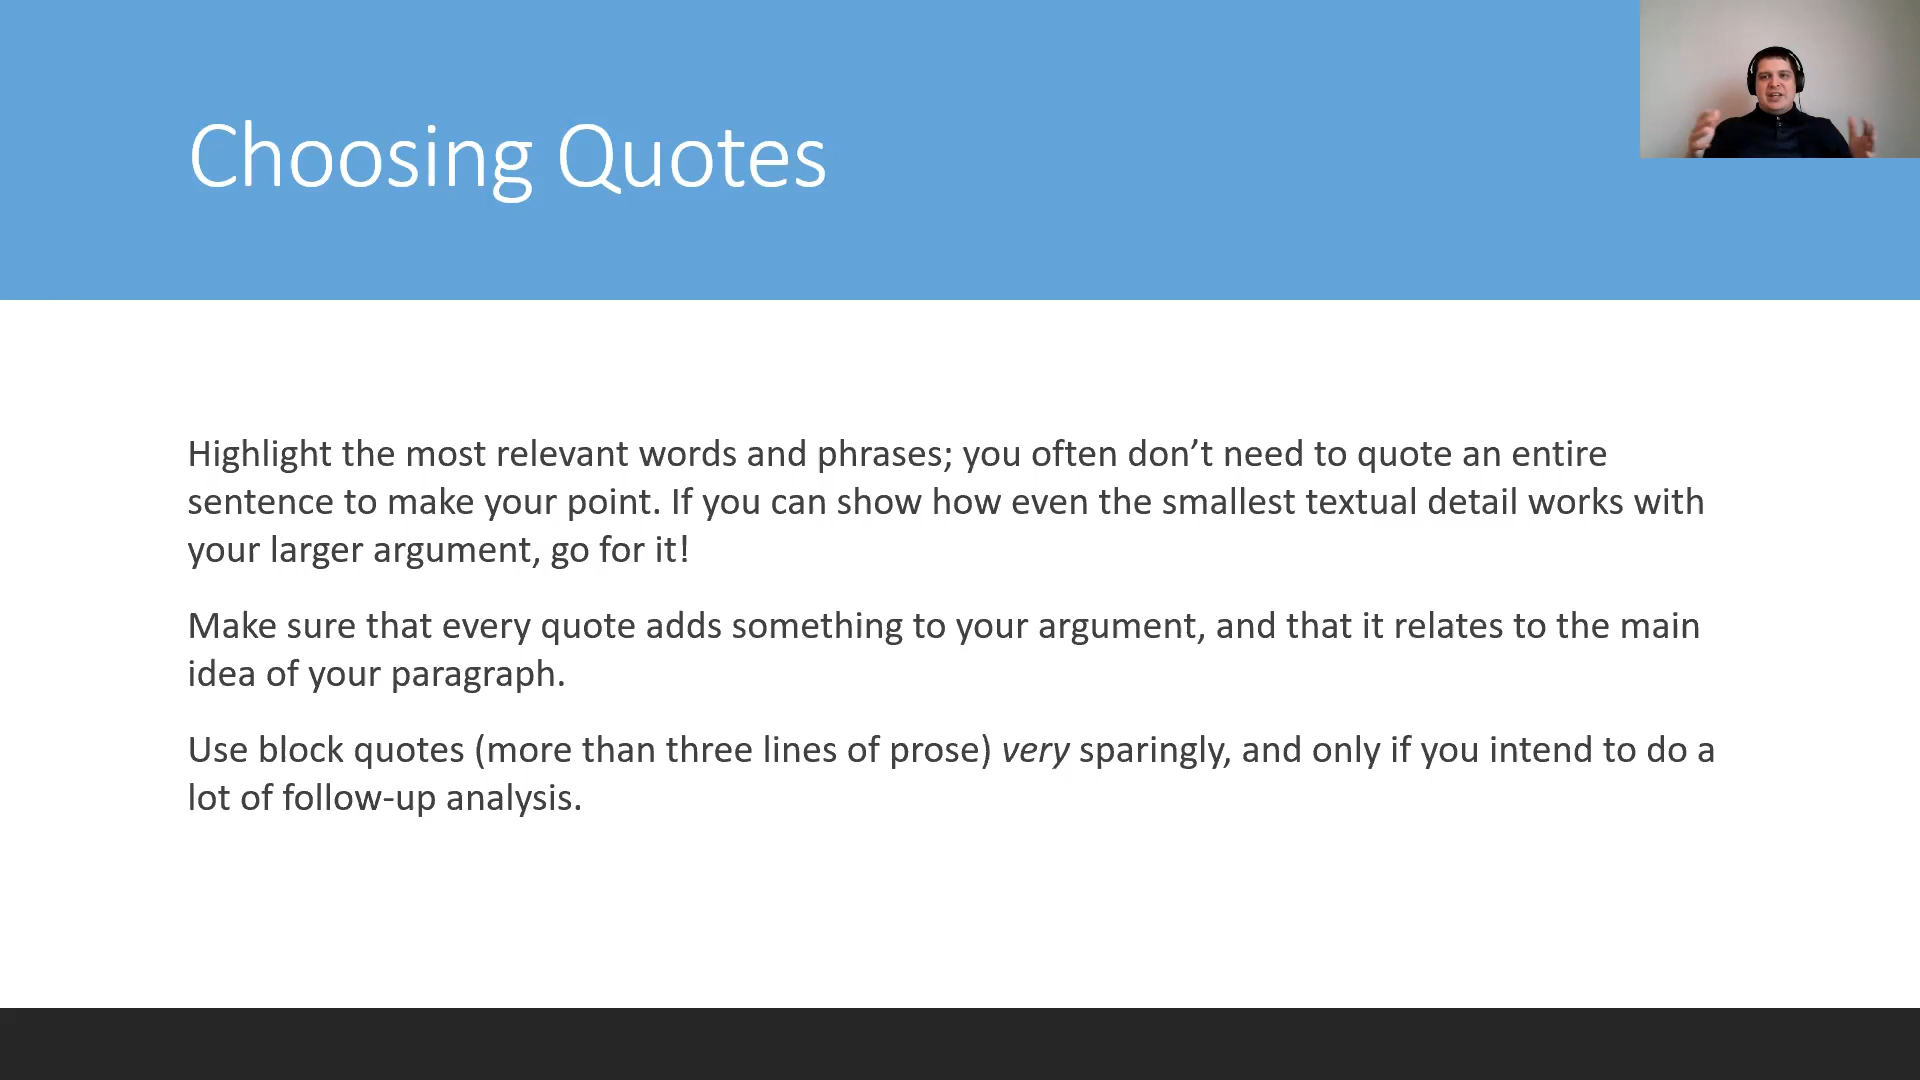 Choosing Quotes
Highlight the most relevant words and phrases; you often don’t need to quote an entire
sentence to make your point. If you can show how even the smallest textual detail works with
your larger argument, go for it!
Make sure that every quote adds something to your argument, and that it relates to the main
idea of your paragraph.
Use block quotes (more than three lines of prose) very sparingly, and only if you intend to do a
lot of follow-up analysis.